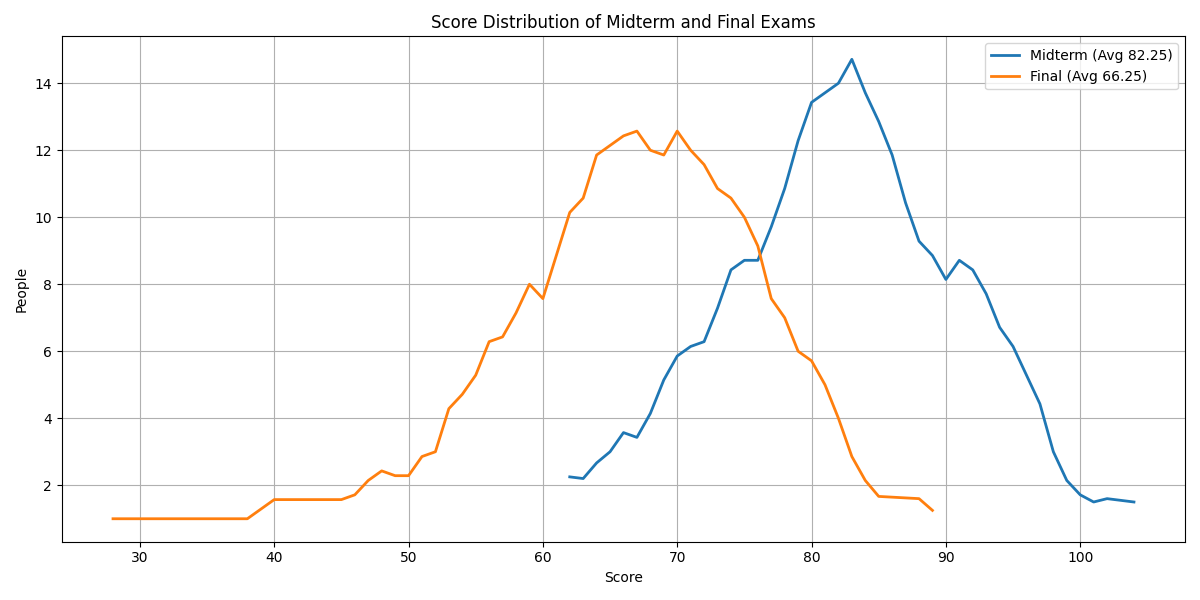 Score Distribution of Midterm and Final Exams
Midterm (Avg 82.25)
Final (Avg 66.25)
People
14
12
10
8
6
4
2
30 40 50 60 70 80 90 100
Score